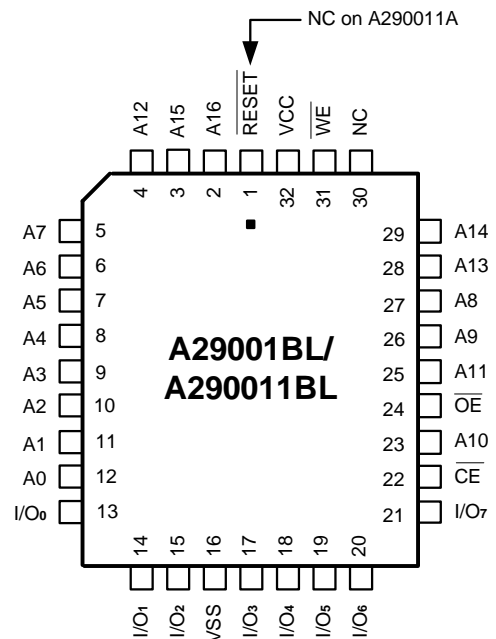 NC on A290011A
A12 A15 A16 RESET VCC WE NC
4 3 2 1 32 31 30
A7 5 29 A14
A6 6 28 A13
A5 7 27 A8
A4 8 26 A9
A3 9 25 A11
A2 10 24 OE
A1 11 23 A10
A0 12 22 CE
I/O0 13 21 I/O7
A29001BL/
A290011BL
14 15 16 17 18 19 20
I/O1 I/O2 VSS I/O3 I/O4 I/O5 I/O6